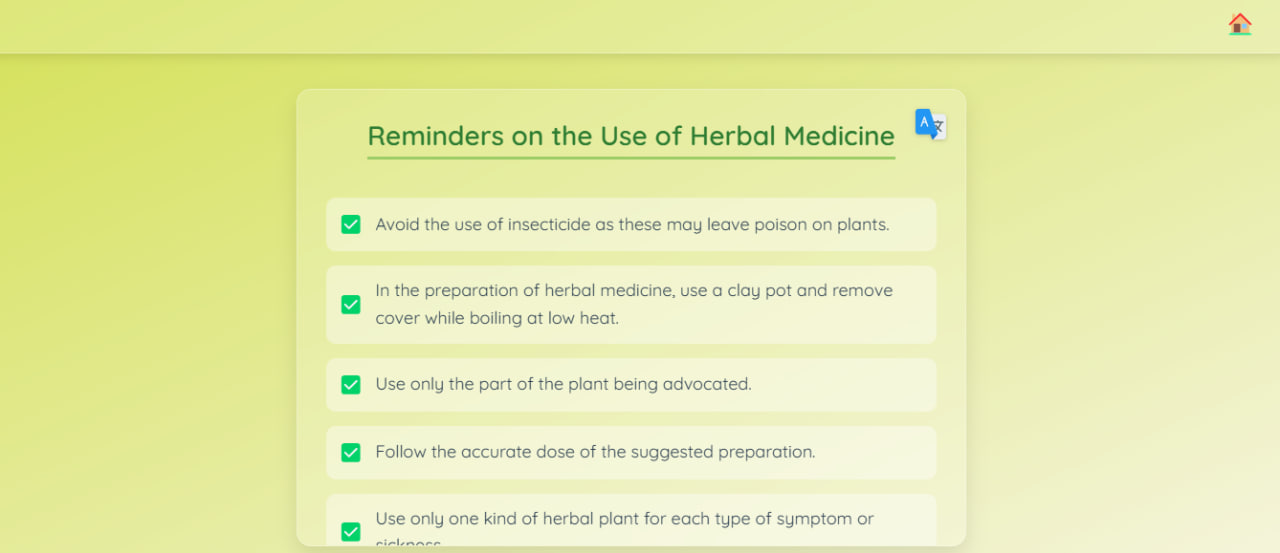 Reminders on the Use of Herbal Medicine
Avoid the use of insecticide as these may leave poison on plants.
In the preparation of herbal medicine, use a clay pot and remove
cover while boiling at low heat.
Use only the part of the plant being advocated.
Follow the accurate dose of the suggested preparation.
Use only one kind of herbal plant for each type of symptom or
sickness.